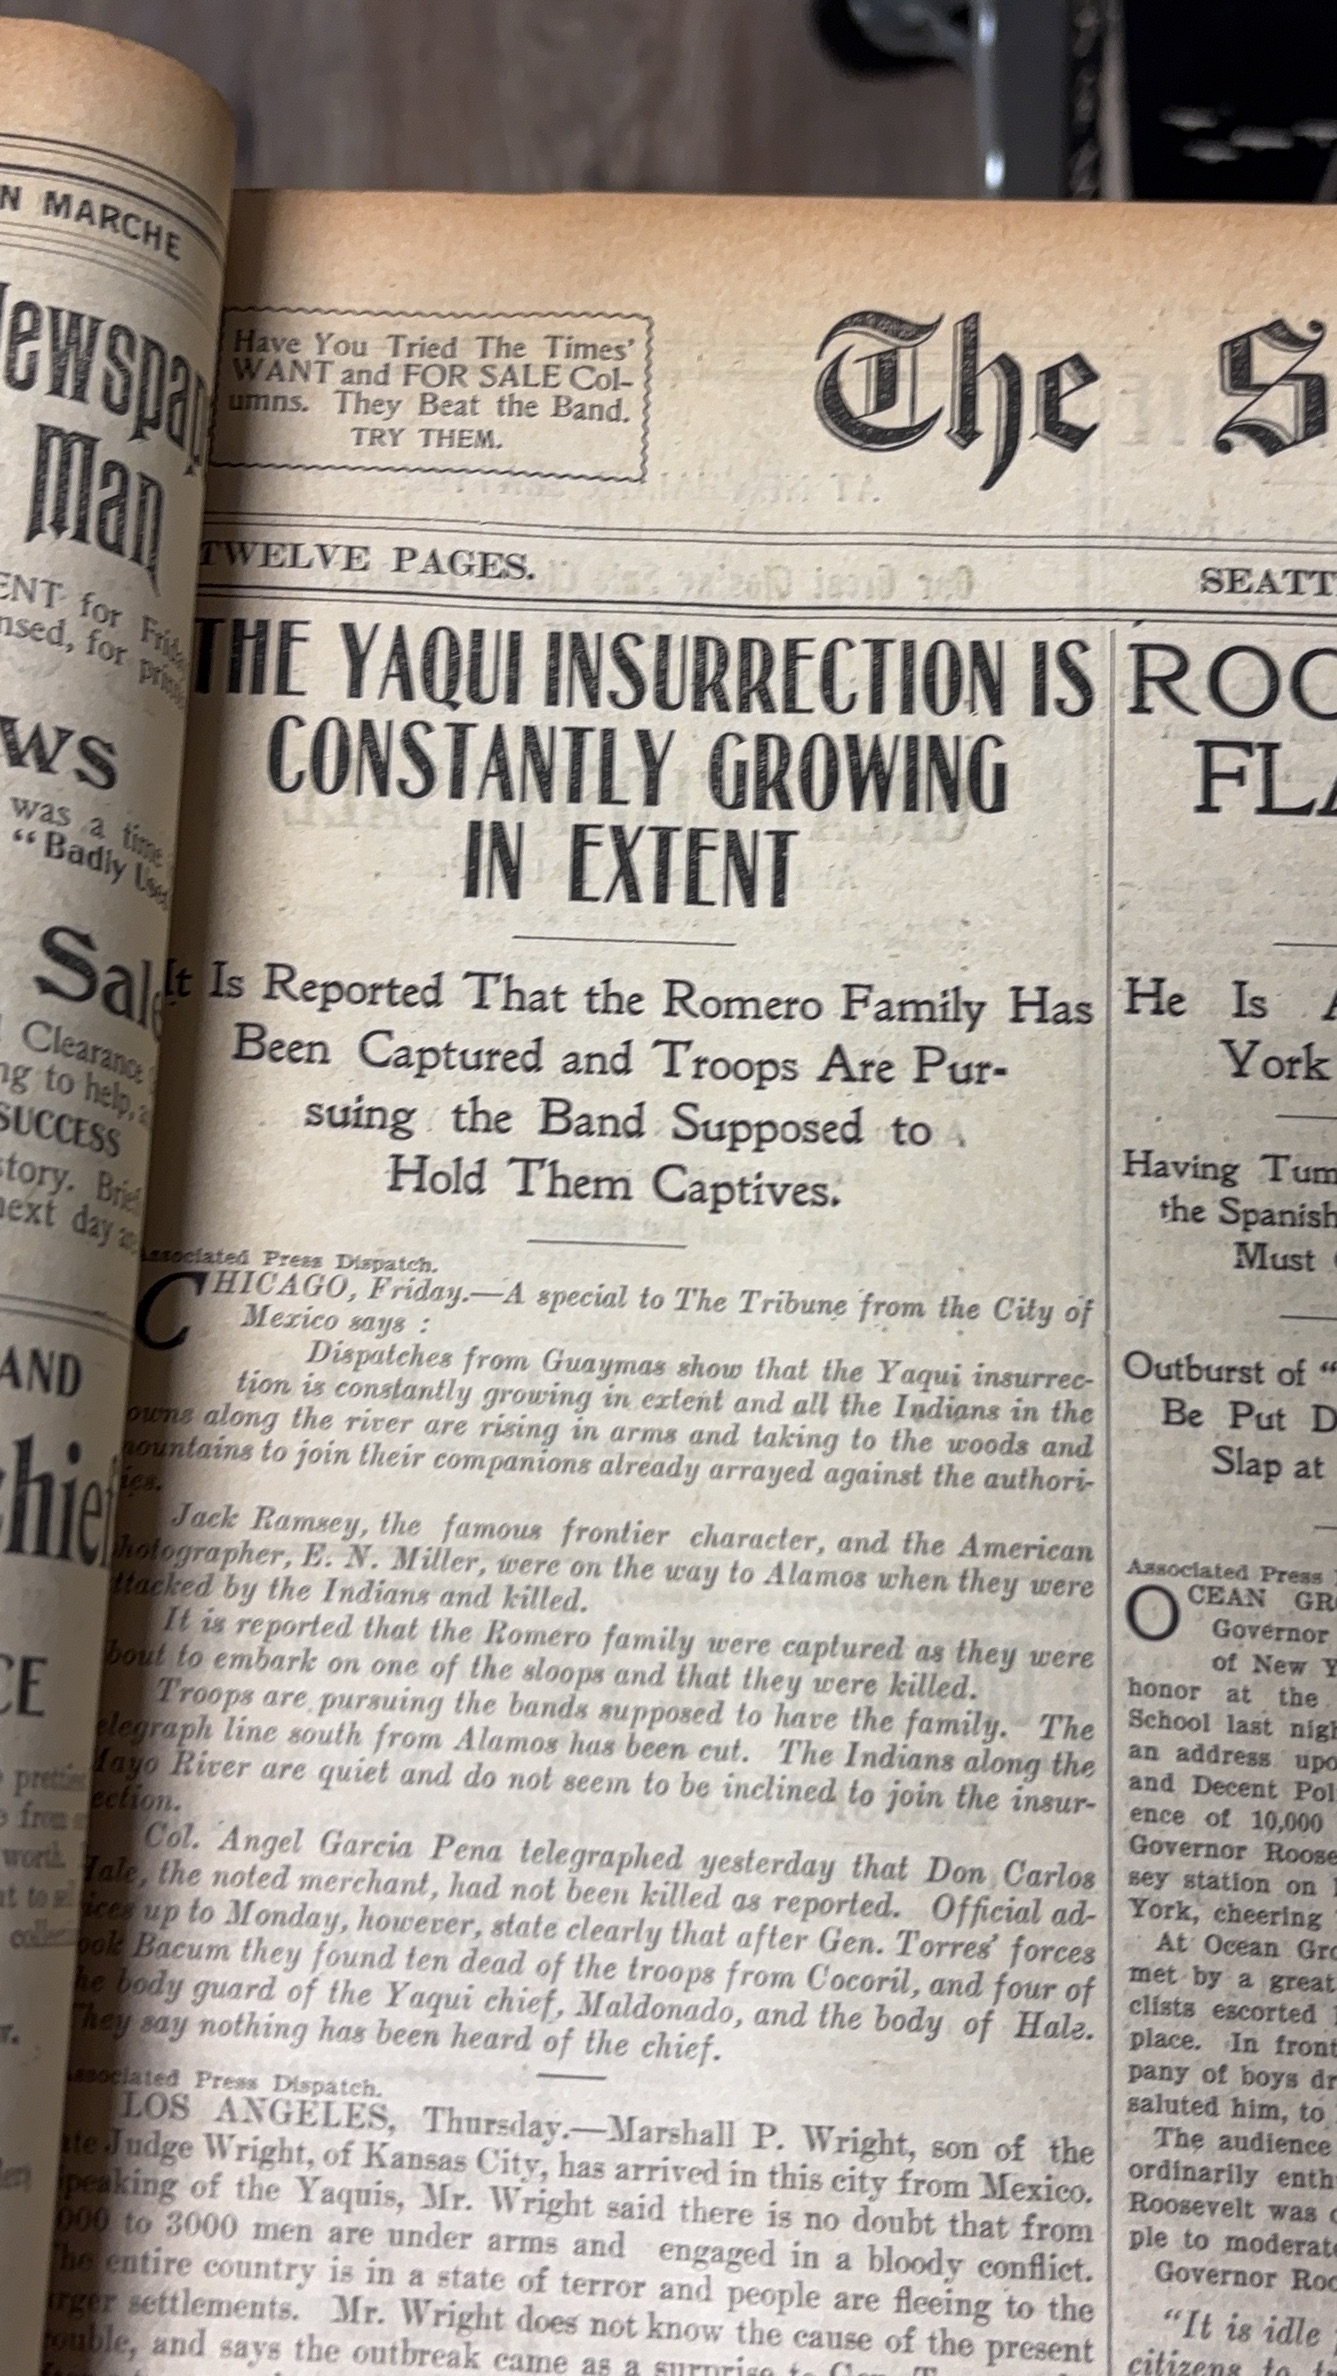 N MARCHE
Man
ENT for
nsed, for
WS
was a time
"Badly
Clearance
ng to help,
SUCCESS
story.
next day
AND
CE
worth
Have You Tried The Times'
WANT and FOR SALE Col-
umns. They Beat the Band.
TRY THEM.
The S
TWELVE PAGES.
SEATT
THE YAQUI INSURRECTION IS
CONSTANTLY GROWING
IN EXTENT
It Is Reported That the Romero Family Has
Been Captured and Troops Are Pur-
suing the Band Supposed to
Hold Them Captives.
Associated Press Dispatch.
CHICAGO, Friday.—A special to The Tribune from the City of
Mexico says :
Dispatches from Guaymas show that the Yaqui insurrec-
tion is constantly growing in extent and all the Indians in the
owns along the river are rising in arms and taking to the woods and
ountains to join their companions already arrayed against the authori-
ies.
Jack Ramsey, the famous frontier character, and the American
hotographer, E. N. Miller, were on the way to Alamos when they were
ttacked by the Indians and killed.
It is reported that the Romero family were captured as they were
bout to embark on one of the sloops and that they were killed.
Troops are pursuing the bands supposed to have the family. The
elegraph line south from Alamos has been cut. The Indians along the
Mayo River are quiet and do not seem to be inclined to join the insur-
ection.
Col. Angel Garcia Pena telegraphed yesterday that Don Carlos
Hale, the noted merchant, had not been killed as reported. Official ad-
ices up to Monday, however, state clearly that after Gen. Torres' forces
ook Bacum they found ten dead of the troops from Cocoril, and four of
he body guard of the Yaqui chief, Maldonado, and the body of Hale.
They say nothing has been heard of the chief.
Associated Press Dispatch.
LOS ANGELES, Thursday.—Marshall P. Wright, son of the
ate Judge Wright, of Kansas City, has arrived in this city from Mexico.
peaking of the Yaquis, Mr. Wright said there is no doubt that from
000 to 3000 men are under arms and engaged in a bloody conflict.
The entire country is in a state of terror and people are fleeing to the
arger settlements. Mr. Wright does not know the cause of the present
rouble, and says the outbreak came as a surprise to Gen.
ROO
FLA
He Is A
York
Having Tum
the Spanish
Must
Outburst of "
Be Put D
Slap at
Associated Press
OCEAN GR
Governor
of New Y
honor at the
School last nigh
an address upo
and Decent Pol
ence of 10,000
Governor Roose
sey station on
York, cheering
At Ocean Gro
met by a great
clists escorted
place. In front
pany of boys dr
saluted him, to
The audience
ordinarily enth
Roosevelt was
ple to moderate
Governor Roo
"It is idle
citizens to